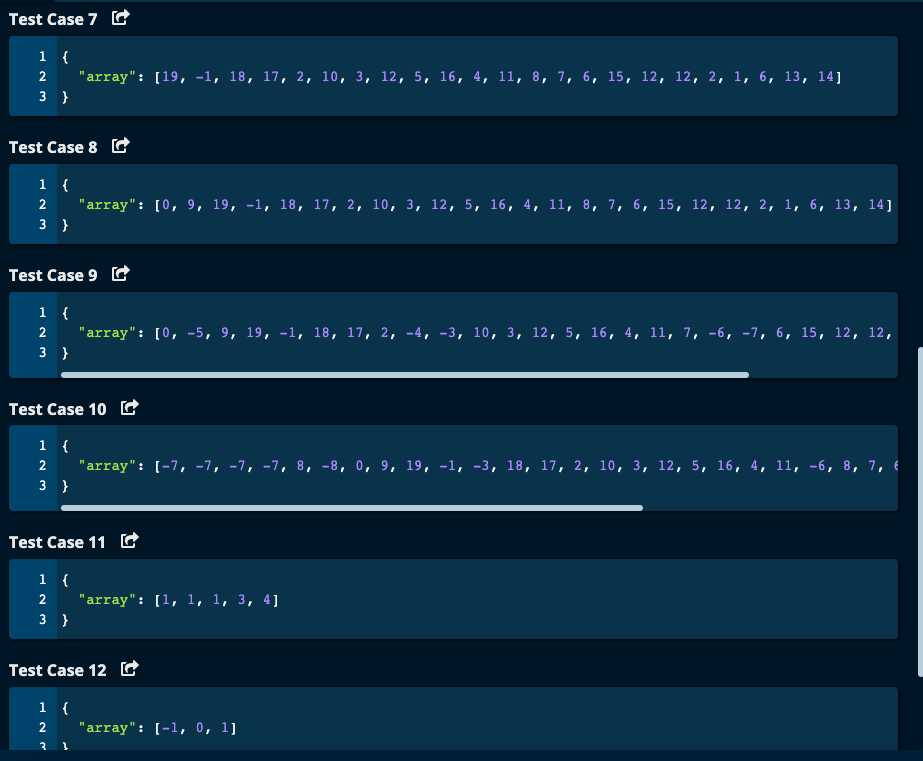 Test Case 7
1 {
2 "array": [19, -1, 18, 17, 2, 10, 3, 12, 5, 16, 4, 11, 8, 7, 6, 15, 12, 12, 2, 1, 6, 13, 14]
3 }
Test Case 8
1 {
2 "array": [0, 9, 19, -1, 18, 17, 2, 10, 3, 12, 5, 16, 4, 11, 8, 7, 6, 15, 12, 12, 2, 1, 6, 13, 14]
3 }
Test Case 9
1 {
2 "array": [0, -5, 9, 19, -1, 18, 17, 2, -4, -3, 10, 3, 12, 5, 16, 4, 11, 7, -6, -7, 6, 15, 12, 12,
3 }
Test Case 10
1 {
2 "array": [-7, -7, -7, -7, 8, -8, 0, 9, 19, -1, -3, 18, 17, 2, 10, 3, 12, 5, 16, 4, 11, -6, 8, 7,
3 }
Test Case 11
1 {
2 "array": [1, 1, 1, 3, 4]
3 }
Test Case 12
1 {
2 "array": [-1, 0, 1]
3 }